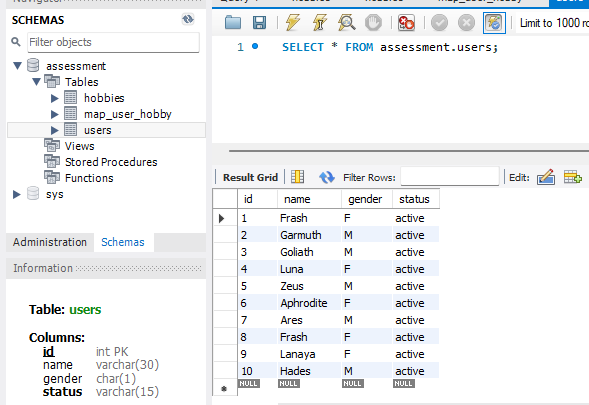 Navigator
SCHEMAS
Filter objects
assessment
Tables
hobbies
map_user_hobby
users
Views
Stored Procedures
Functions
sys
Administration Schemas
Information
Table: users
Columns:
id int PK
name varchar(30)
gender char(1)
status varchar(15)
Limit to 1000 ro
1 SELECT * FROM assessment.users;
Result Grid Filter Rows: Edit:
id name gender status
1 Frash F active
2 Garmuth M active
3 Goliath M active
4 Luna F active
5 Zeus M active
6 Aphrodite F active
7 Ares M active
8 Frash F active
9 Lanaya F active
10 Hades M active
NULL NULL NULL NULL